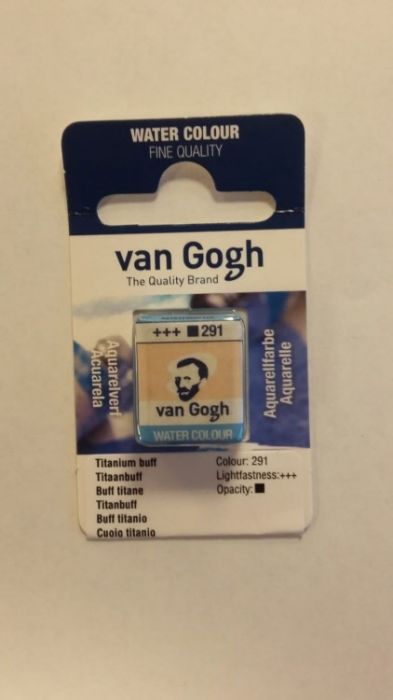 WATER COLOUR
FINE QUALITY
van Gogh
The Quality Brand
+++ ■ 291
van Gogh
WATER COLOUR
Aquarelverf
Acuarela
Aquarellfarbe
Aquarelle
Titanium buff
Titaanbuff
Buff titane
Titanbuff
Buff titanio
Cuoio titanio
Colour: 291
Lightfastness:+++
Opacity: ■